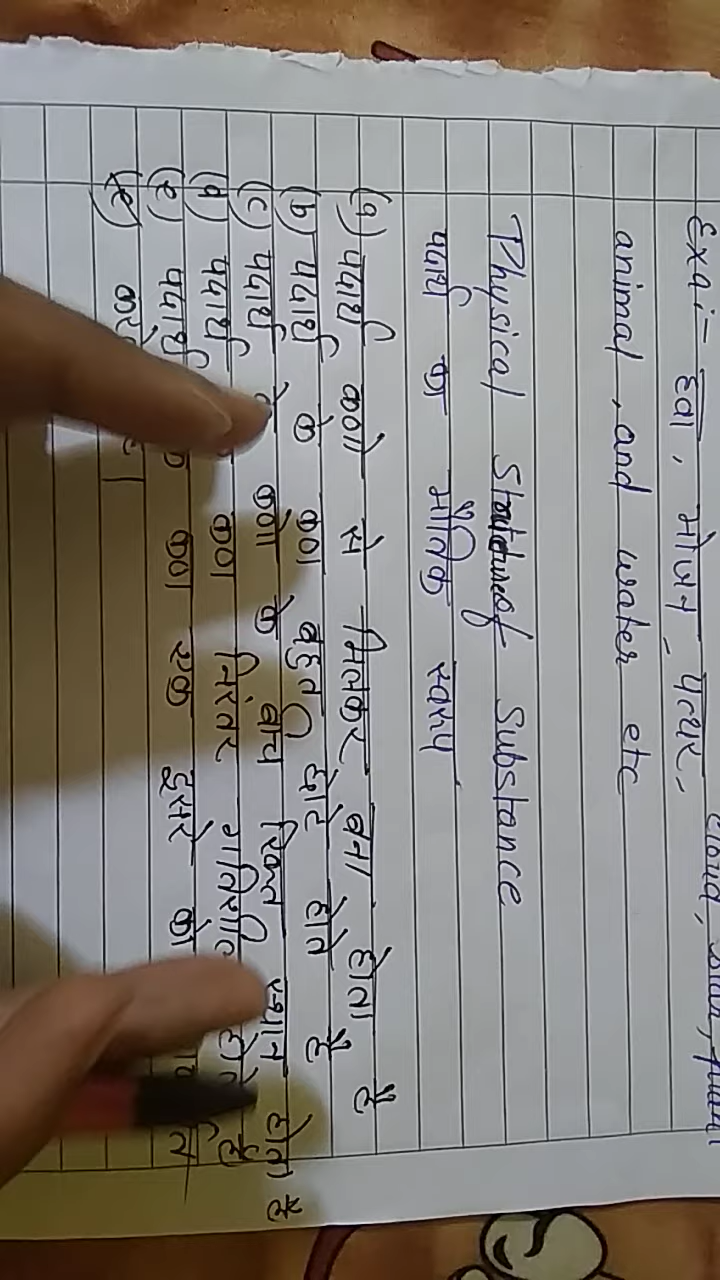 Exa:- हवा, भोजन, पत्थर,
animal, and water etc
Physical Stateure of Substance
पदार्थ का भौतिक स्वरूप
(a) पदार्थ कणों से मिलकर बना होता है
(b) पदार्थ के कण बहुत छोटे होते है
(c) पदार्थ के कणों के बीच रिक्त स्थान होता है
(d) पदार्थ कण निरंतर गतिशील होते है
(e) पदार्थ कण एक दूसरे को